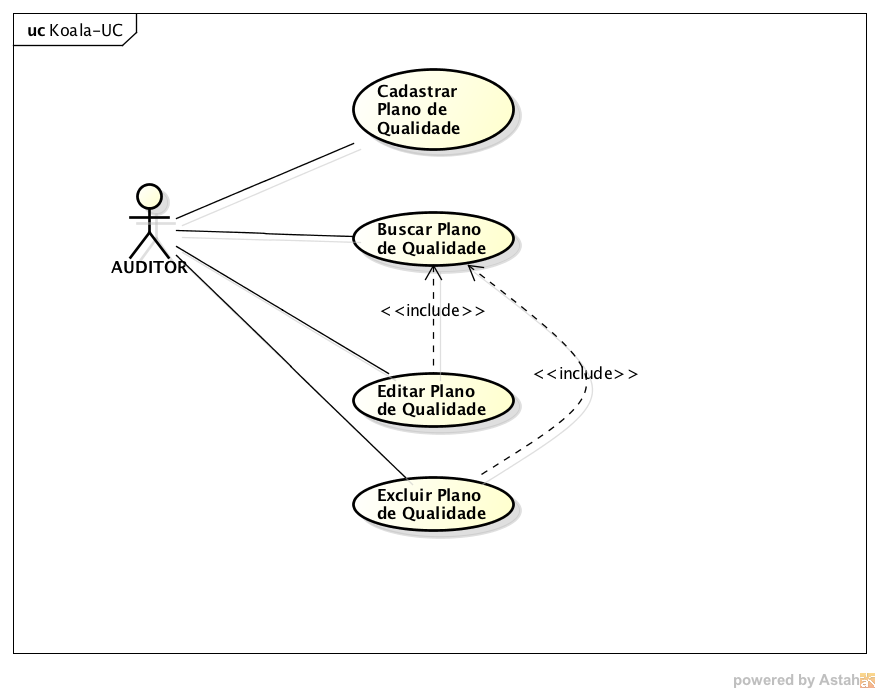 uc Koala-UC
Cadastrar
Plano de
Qualidade
Buscar Plano
de Qualidade
AUDITOR
<<include>>
<<include>>
Editar Plano
de Qualidade
Excluir Plano
de Qualidade
powered by Astah